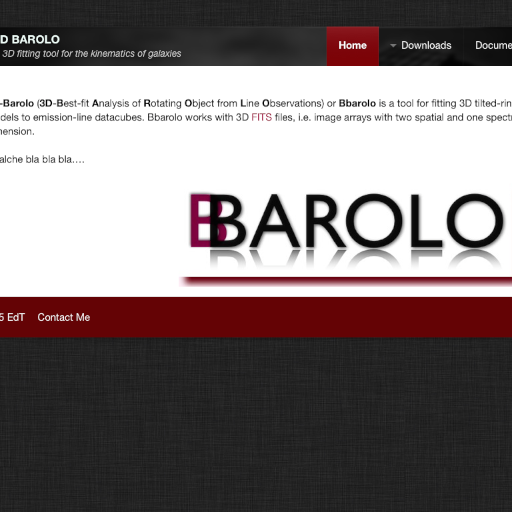 D BAROLO
3D fitting tool for the kinematics of galaxies
Home
Downloads
Docume
-Barolo (3D-Best-fit Analysis of Rotating Object from Line Observations) or Bbarolo is a tool for fitting 3D tilted-rin
dels to emission-line datacubes. Bbarolo works with 3D FITS files, i.e. image arrays with two spatial and one spectr
mension.
alche bla bla bla....
BBAROLO
5 EdT
Contact Me